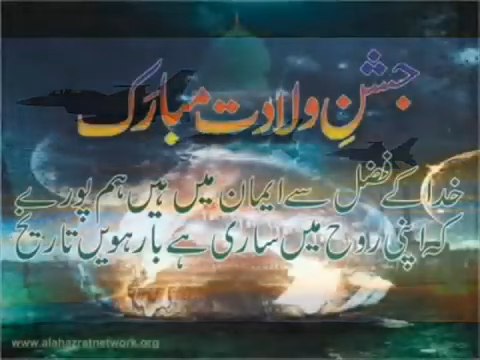 جشنِ ولادت مبارک
خدا کے فضل سے ایمان میں ہیں ہم پورے
کہ اپنی روح میں ساری ہے بارہویں تاریخ
www.alahazratnetwork.org